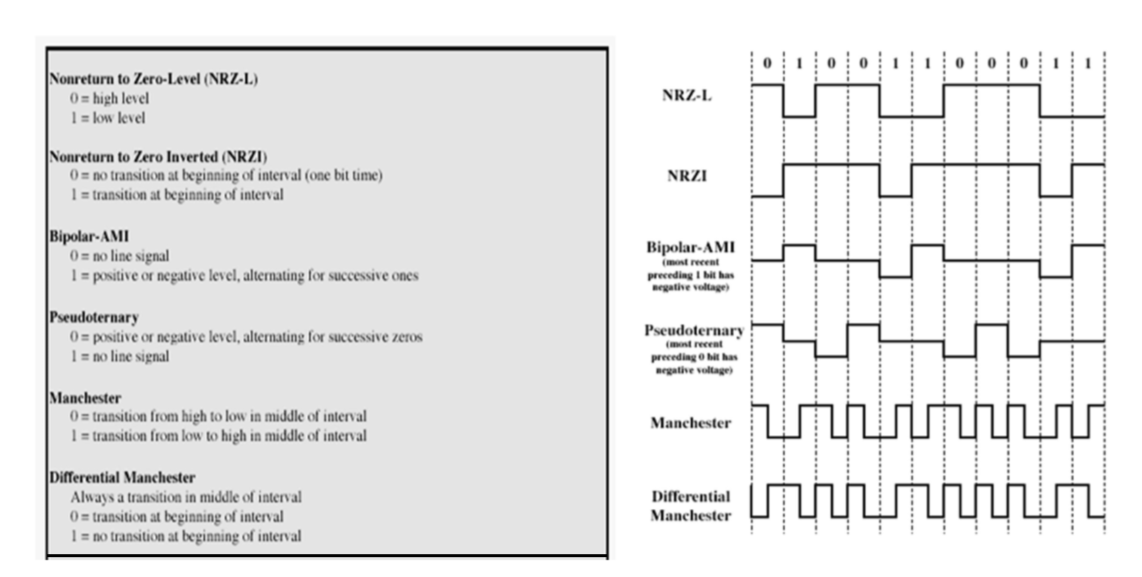 Nonreturn to Zero-Level (NRZ-L)
0 = high level
1 = low level
Nonreturn to Zero Inverted (NRZI)
0 = no transition at beginning of interval (one bit time)
1 = transition at beginning of interval
Bipolar-AMI
0 = no line signal
1 = positive or negative level, alternating for successive ones
Pseudoternary
0 = positive or negative level, alternating for successive zeros
1 = no line signal
Manchester
0 = transition from high to low in middle of interval
1 = transition from low to high in middle of interval
Differential Manchester
Always a transition in middle of interval
0 = transition at beginning of interval
1 = no transition at beginning of interval
0 1 0 0 1 1 0 0 0 1 1
NRZ-L
NRZI
Bipolar-AMI
(most recent
preceding 1 bit has
negative voltage)
Pseudoternary
(most recent
preceding 0 bit has
negative voltage)
Manchester
Differential
Manchester